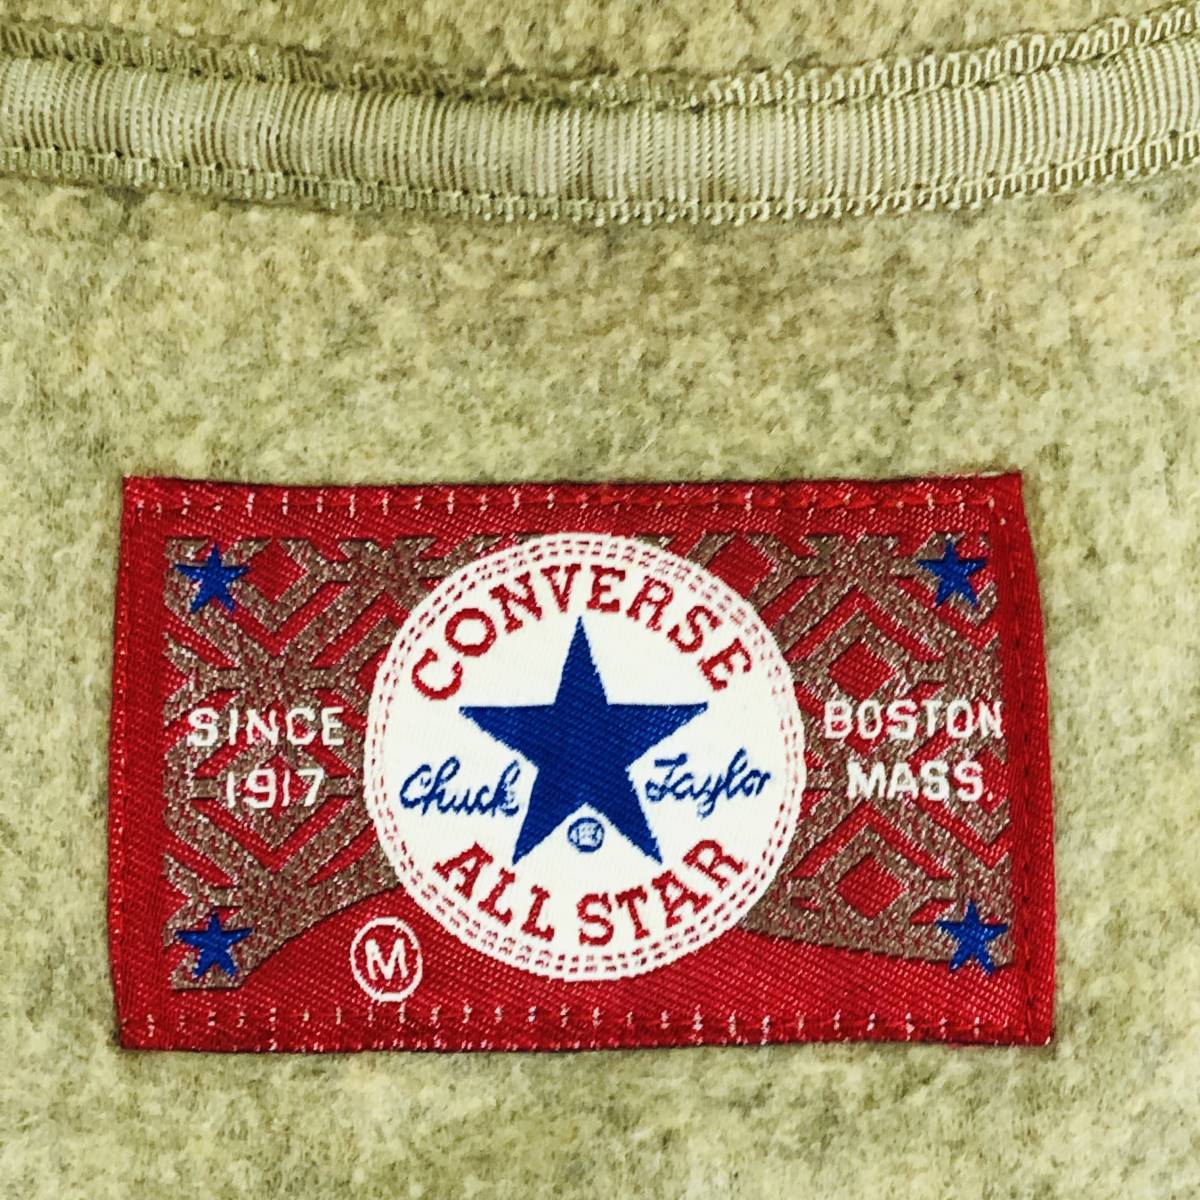 CONVERSE
SINCE
1917
Chuck Taylor
®
ALL STAR
BOSTON
MASS.
M